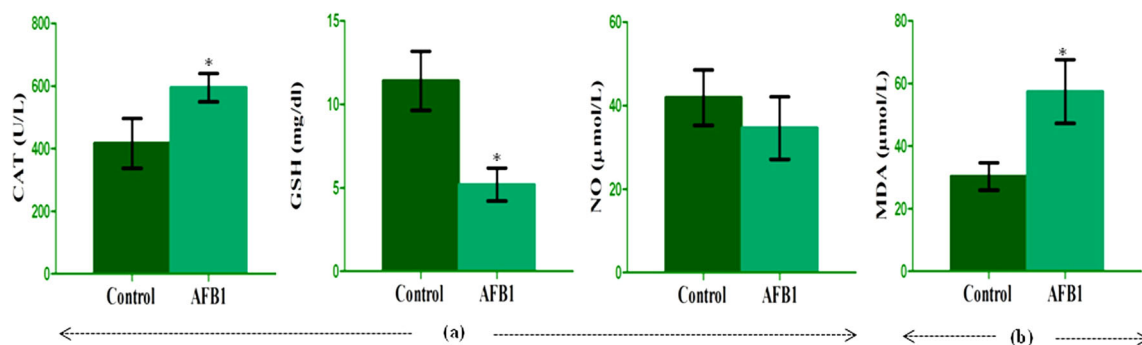 CAT (U/L)
800
600
400
200
0
*
Control AFB1
GSH (mg/dl)
15
10
5
0
*
Control AFB1
NO (µmol/L)
60
40
20
0
Control AFB1
(a)
MDA (µmol/L)
80
60
40
20
0
*
Control AFB1
(b)